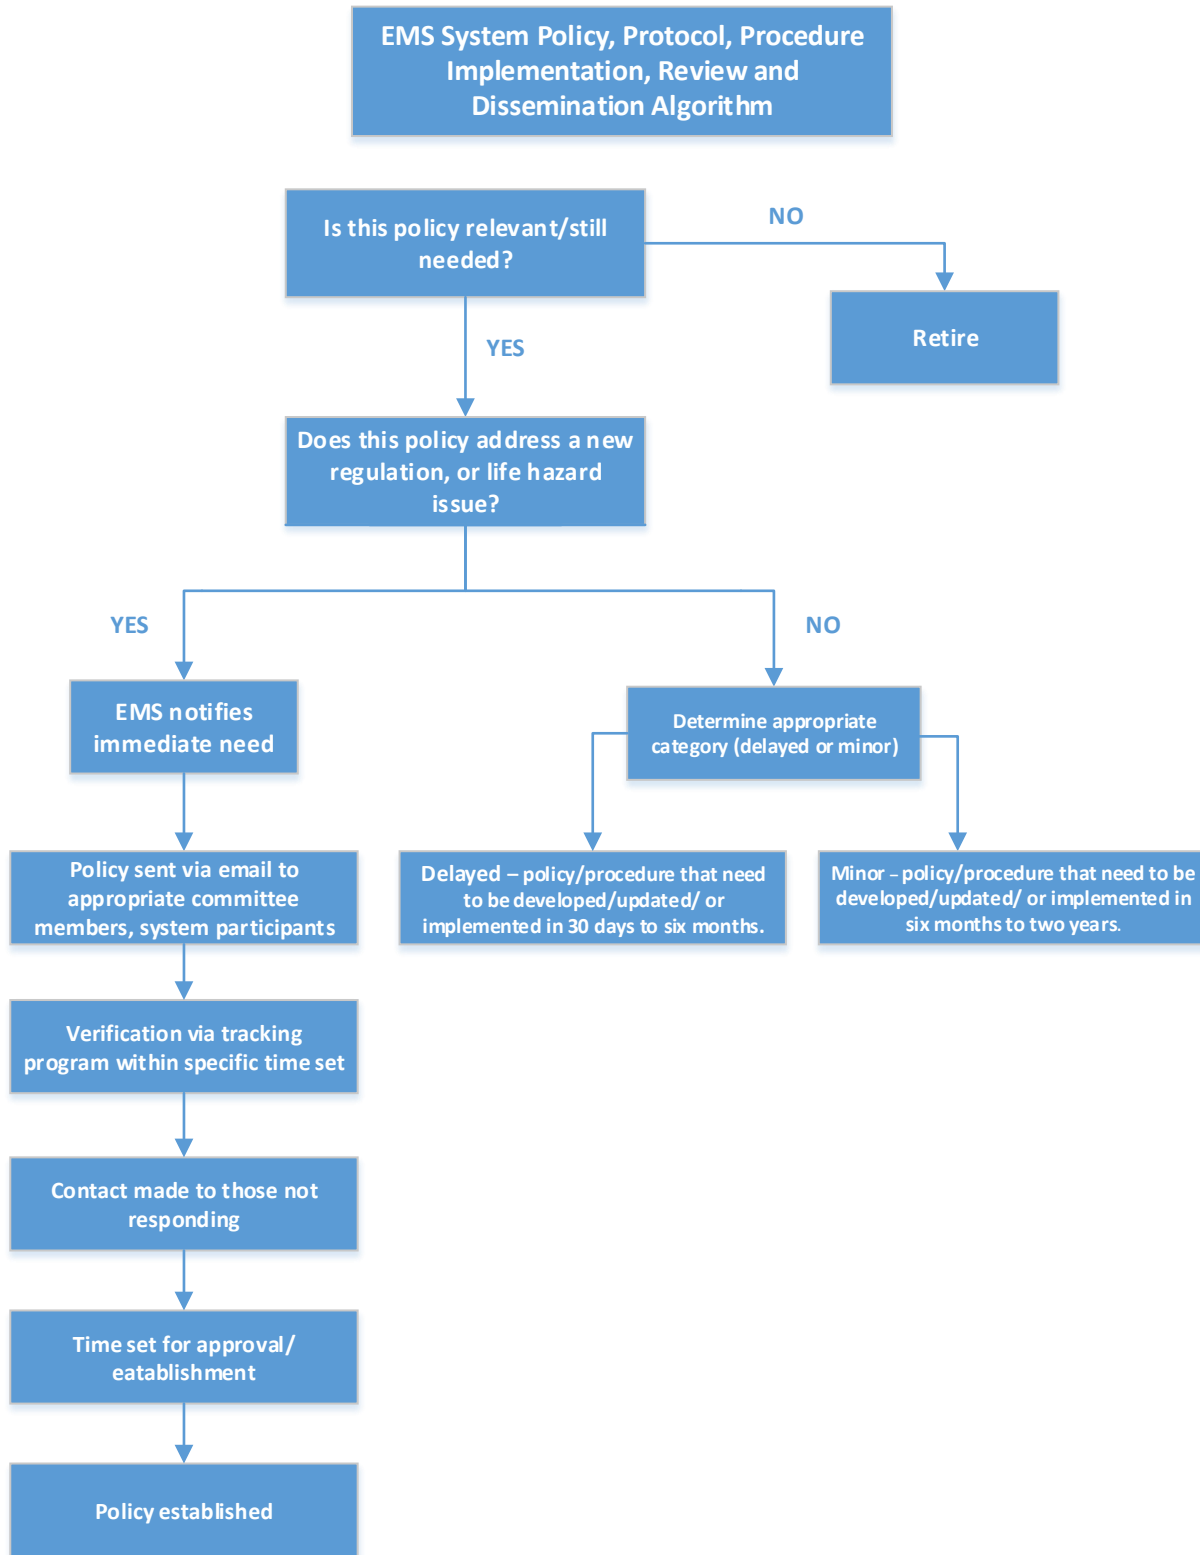 EMS System Policy, Protocol, Procedure
Implementation, Review and
Dissemination Algorithm
Is this policy relevant/still
needed?
NO
Retire
YES
Does this policy address a new
regulation, or life hazard
issue?
YES
NO
EMS notifies
immediate need
Determine appropriate
category (delayed or minor)
Policy sent via email to
appropriate committee
members, system participants
Delayed – policy/procedure that need
to be developed/updated/ or
implemented in 30 days to six months.
Minor – policy/procedure that need to be
developed/updated/ or implemented in
six months to two years.
Verification via tracking
program within specific time set
Contact made to those not
responding
Time set for approval/
eatablishment
Policy established